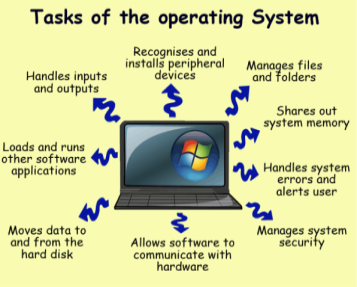 Tasks of the operating System
Recognises and
installs peripheral
devices
Handles inputs
and outputs
Manages files
and folders
Shares out
system memory
Loads and runs
other software
applications
Handles system
errors and
alerts user
Moves data to
and from the
hard disk
Allows software to
communicate with
hardware
Manages system
security